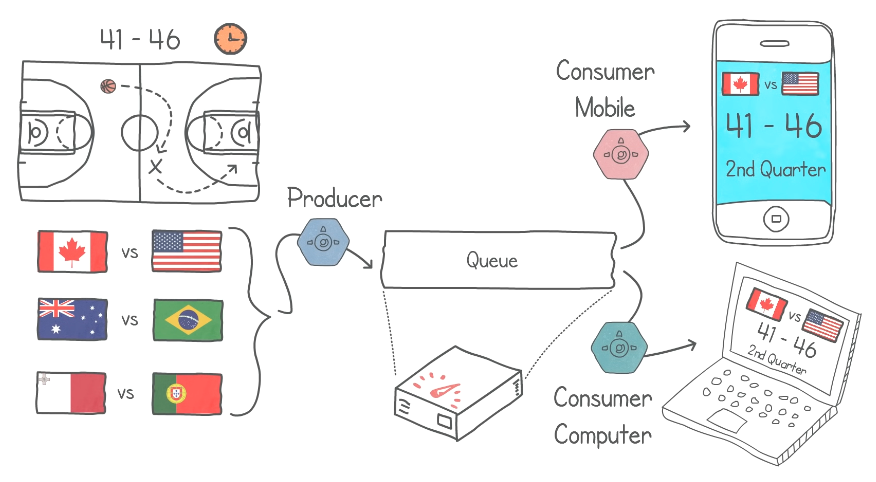 41 - 46
Producer
vs
vs
vs
Queue
Consumer
Mobile
vs
41 - 46
2nd Quarter
Consumer
Computer
vs
41 - 46
2nd Quarter